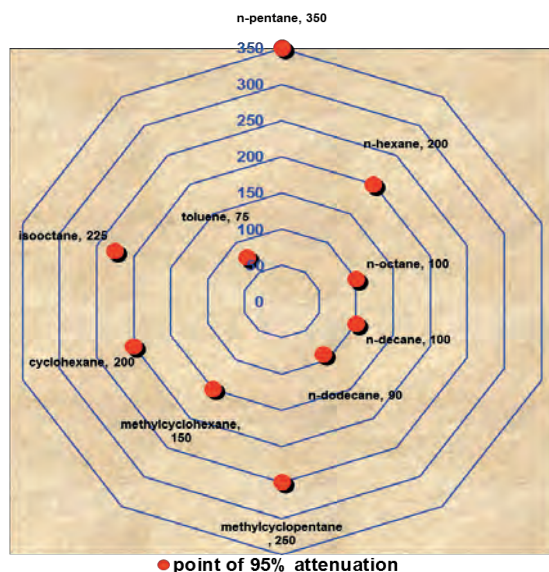 n-pentane, 350
350
300
n-hexane, 200
250
200
toluene, 75
150
isooctane, 225
100
n-octane, 100
50
0
n-decane, 100
cyclohexane, 200
n-dodecane, 90
methylcyclohexane,
150
methylcyclopentane
, 250
point of 95% attenuation